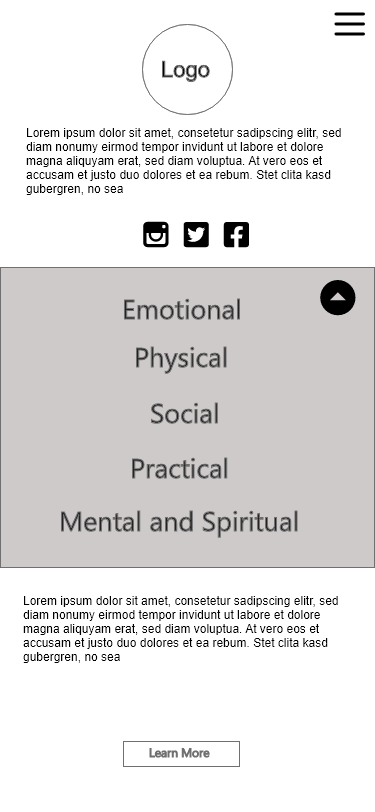 Logo
Lorem ipsum dolor sit amet, consetetur sadipscing elitr, sed
diam nonumy eirmod tempor invidunt ut labore et dolore
magna aliquyam erat, sed diam voluptua. At vero eos et
accusam et justo duo dolores et ea rebum. Stet clita kasd
gubergren, no sea
Emotional
Physical
Social
Practical
Mental and Spiritual
Lorem ipsum dolor sit amet, consetetur sadipscing elitr, sed
diam nonumy eirmod tempor invidunt ut labore et dolore
magna aliquyam erat, sed diam voluptua. At vero eos et
accusam et justo duo dolores et ea rebum. Stet clita kasd
gubergren, no sea
Learn More